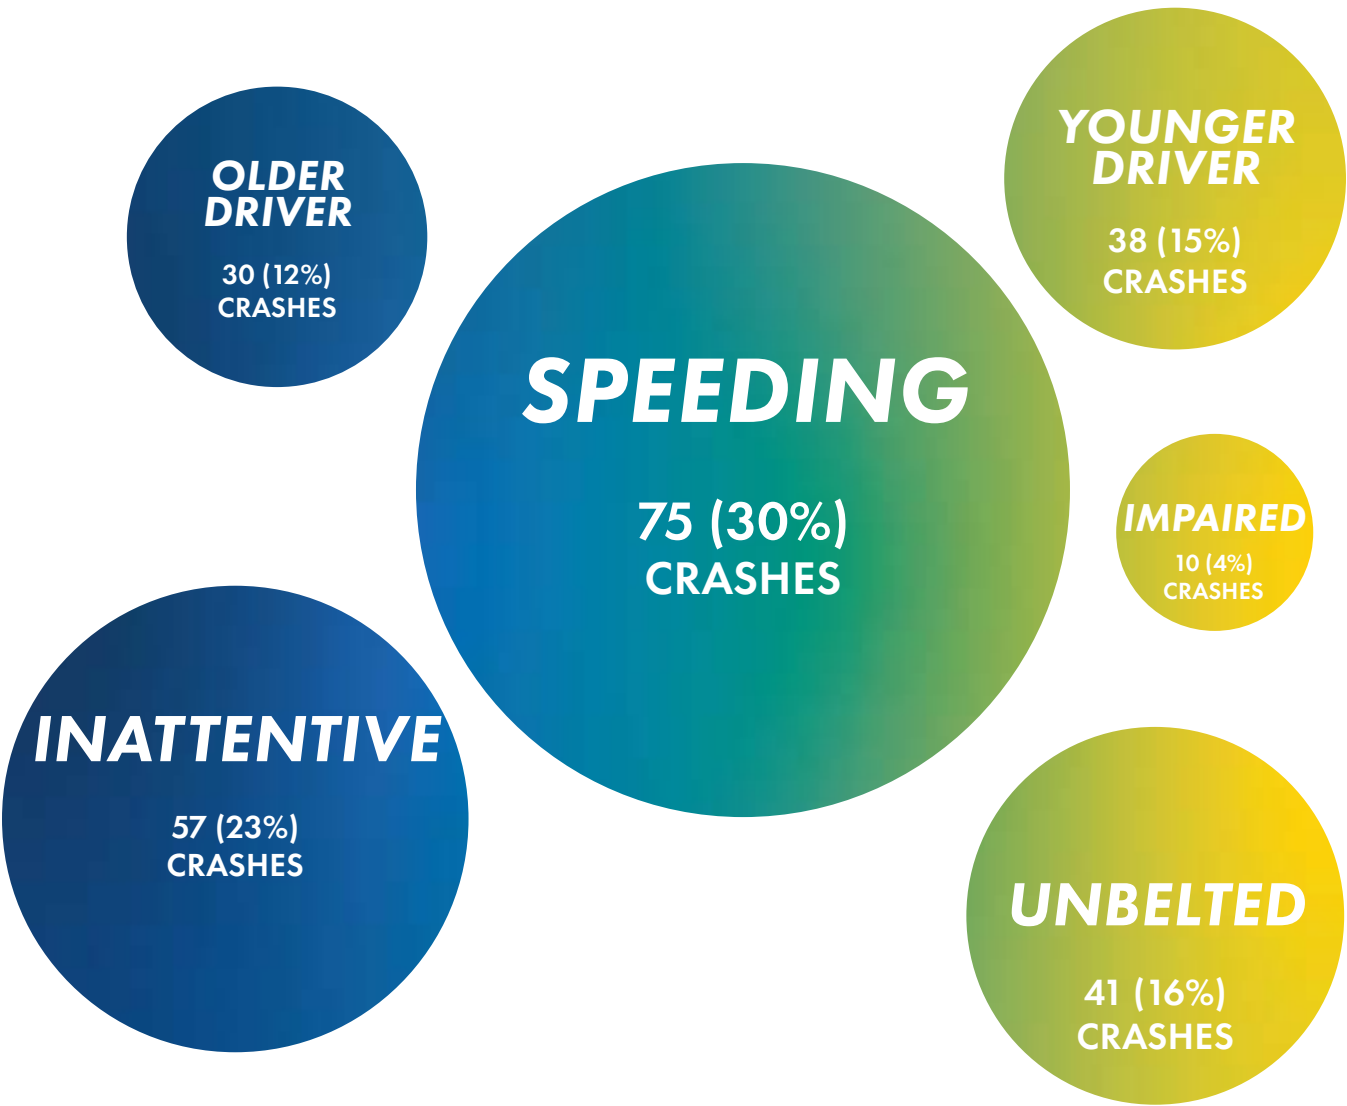 OLDER
DRIVER
30 (12%)
CRASHES
YOUNGER
DRIVER
38 (15%)
CRASHES
SPEEDING
75 (30%)
CRASHES
IMPAIRED
10 (4%)
CRASHES
INATTENTIVE
57 (23%)
CRASHES
UNBELTED
41 (16%)
CRASHES